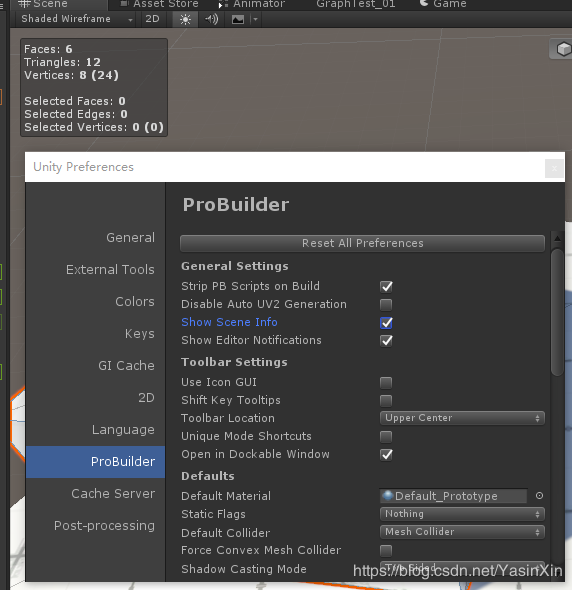 Scene Asset Store Animator GraphTest_01 Game
Shaded Wireframe 2D
Faces: 6
Triangles: 12
Vertices: 8 (24)
Selected Faces: 0
Selected Edges: 0
Selected Vertices: 0 (0)
Unity Preferences
x
General
External Tools
Colors
Keys
GI Cache
2D
Language
ProBuilder
Cache Server
Post-processing
ProBuilder
Reset All Preferences
General Settings
Strip PB Scripts on Build
Disable Auto UV2 Generation
Show Scene Info
Show Editor Notifications
Toolbar Settings
Use Icon GUI
Shift Key Tooltips
Toolbar Location Upper Center
Unique Mode Shortcuts
Open in Dockable Window
Defaults
Default Material Default_Prototype
Static Flags Nothing
Default Collider Mesh Collider
Force Convex Mesh Collider
Shadow Casting Mode
https://blog.csdn.net/YasinXin